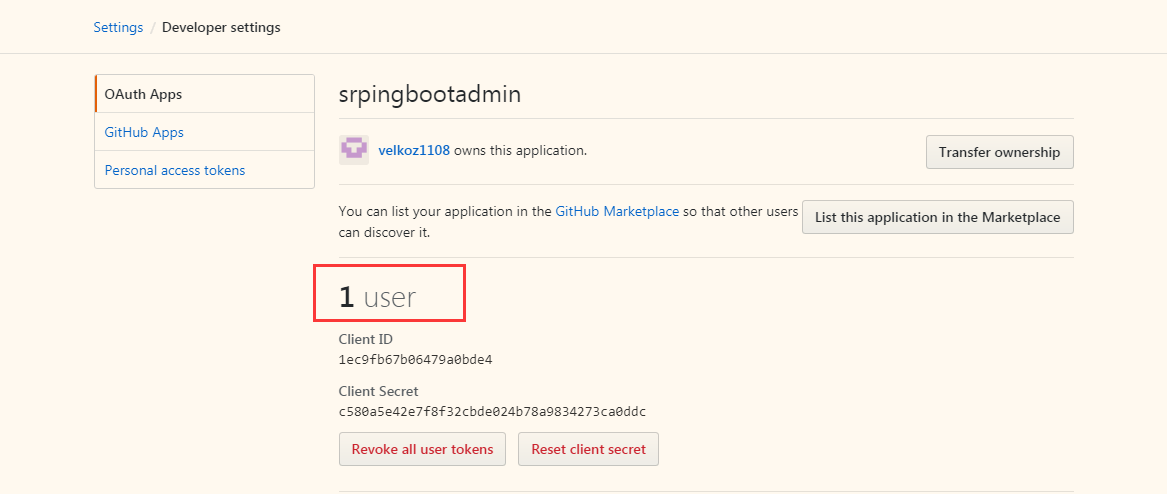 Settings / Developer settings
OAuth Apps
GitHub Apps
Personal access tokens
srpingbootadmin
velkoz1108 owns this application.
Transfer ownership
You can list your application in the GitHub Marketplace so that other users
can discover it.
List this application in the Marketplace
1 user
Client ID
1ec9fb67b06479a0bde4
Client Secret
c580a5e42e7f8f32cbde024b78a9834273ca0ddc
Revoke all user tokens
Reset client secret